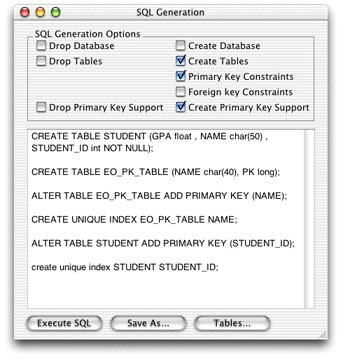 SQL Generation
SQL Generation Options
Drop Database
Create Database
Drop Tables
Create Tables
Primary Key Constraints
Foreign key Constraints
Drop Primary Key Support
Create Primary Key Support
CREATE TABLE STUDENT (GPA float , NAME char(50) ,
STUDENT_ID int NOT NULL);
CREATE TABLE EO_PK_TABLE (NAME char(40), PK long);
ALTER TABLE EO_PK_TABLE ADD PRIMARY KEY (NAME);
CREATE UNIQUE INDEX EO_PK_TABLE NAME;
ALTER TABLE STUDENT ADD PRIMARY KEY (STUDENT_ID);
create unique index STUDENT STUDENT_ID;
Execute SQL
Save As...
Tables...